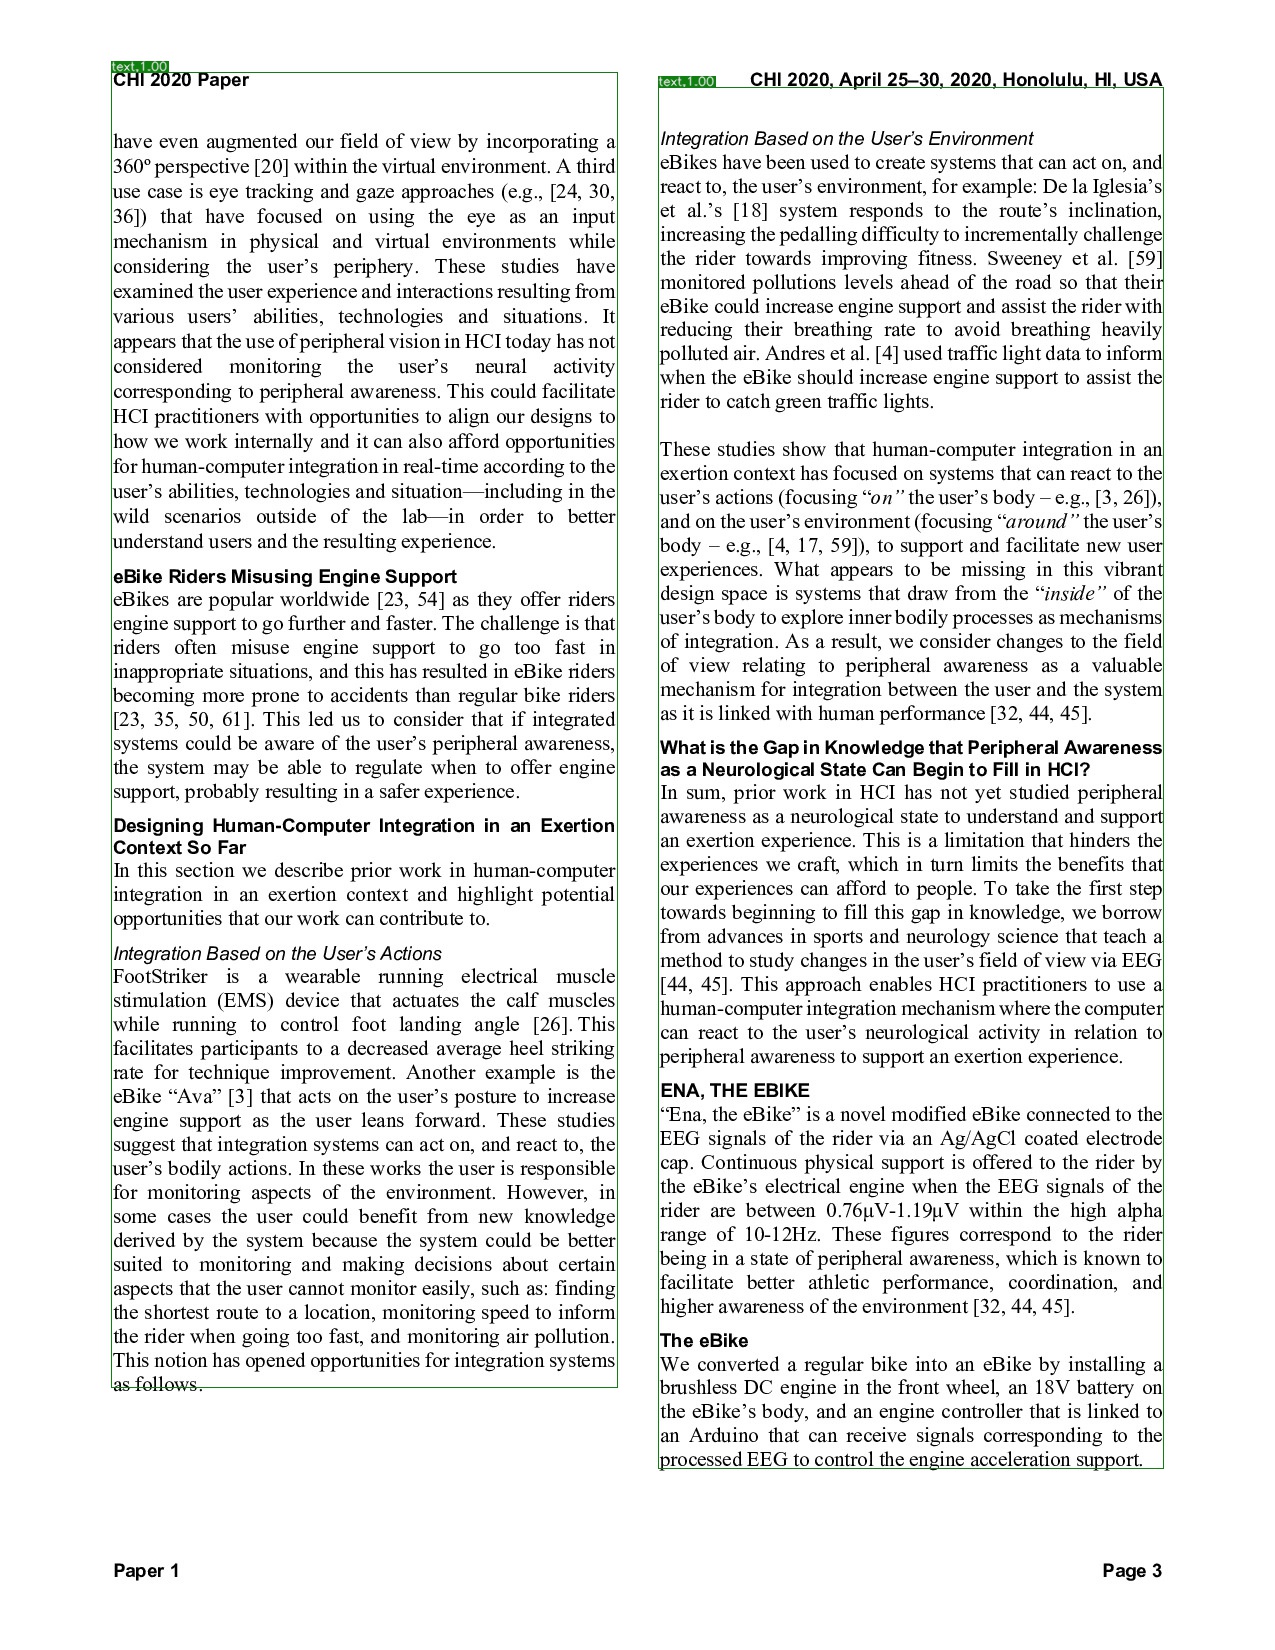 text,1.00
CHI 2020 Paper
text,1.00
CHI 2020, April 25–30, 2020, Honolulu, HI, USA
have even augmented our field of view by incorporating a
360º perspective [20] within the virtual environment. A third
use case is eye tracking and gaze approaches (e.g., [24, 30,
36]) that have focused on using the eye as an input
mechanism in physical and virtual environments while
considering the user’s periphery. These studies have
examined the user experience and interactions resulting from
various users’ abilities, technologies and situations. It
appears that the use of peripheral vision in HCI today has not
considered monitoring the user’s neural activity
corresponding to peripheral awareness. This could facilitate
HCI practitioners with opportunities to align our designs to
how we work internally and it can also afford opportunities
for human-computer integration in real-time according to the
user’s abilities, technologies and situation—including in the
wild scenarios outside of the lab—in order to better
understand users and the resulting experience.
eBike Riders Misusing Engine Support
eBikes are popular worldwide [23, 54] as they offer riders
engine support to go further and faster. The challenge is that
riders often misuse engine support to go too fast in
inappropriate situations, and this has resulted in eBike riders
becoming more prone to accidents than regular bike riders
[23, 35, 50, 61]. This led us to consider that if integrated
systems could be aware of the user’s peripheral awareness,
the system may be able to regulate when to offer engine
support, probably resulting in a safer experience.
Designing Human-Computer Integration in an Exertion
Context So Far
In this section we describe prior work in human-computer
integration in an exertion context and highlight potential
opportunities that our work can contribute to.
Integration Based on the User’s Actions
FootStriker is a wearable running electrical muscle
stimulation (EMS) device that actuates the calf muscles
while running to control foot landing angle [26]. This
facilitates participants to a decreased average heel striking
rate for technique improvement. Another example is the
eBike “Ava” [3] that acts on the user’s posture to increase
engine support as the user leans forward. These studies
suggest that integration systems can act on, and react to, the
user’s bodily actions. In these works the user is responsible
for monitoring aspects of the environment. However, in
some cases the user could benefit from new knowledge
derived by the system because the system could be better
suited to monitoring and making decisions about certain
aspects that the user cannot monitor easily, such as: finding
the shortest route to a location, monitoring speed to inform
the rider when going too fast, and monitoring air pollution.
This notion has opened opportunities for integration systems
as follows.
Integration Based on the User’s Environment
eBikes have been used to create systems that can act on, and
react to, the user’s environment, for example: De la Iglesia’s
et al.’s [18] system responds to the route’s inclination,
increasing the pedalling difficulty to incrementally challenge
the rider towards improving fitness. Sweeney et al. [59]
monitored pollutions levels ahead of the road so that their
eBike could increase engine support and assist the rider with
reducing their breathing rate to avoid breathing heavily
polluted air. Andres et al. [4] used traffic light data to inform
when the eBike should increase engine support to assist the
rider to catch green traffic lights.
These studies show that human-computer integration in an
exertion context has focused on systems that can react to the
user’s actions (focusing “on” the user’s body – e.g., [3, 26]),
and on the user’s environment (focusing “around” the user’s
body – e.g., [4, 17, 59]), to support and facilitate new user
experiences. What appears to be missing in this vibrant
design space is systems that draw from the “inside” of the
user’s body to explore inner bodily processes as mechanisms
of integration. As a result, we consider changes to the field
of view relating to peripheral awareness as a valuable
mechanism for integration between the user and the system
as it is linked with human performance [32, 44, 45].
What is the Gap in Knowledge that Peripheral Awareness
as a Neurological State Can Begin to Fill in HCI?
In sum, prior work in HCI has not yet studied peripheral
awareness as a neurological state to understand and support
an exertion experience. This is a limitation that hinders the
experiences we craft, which in turn limits the benefits that
our experiences can afford to people. To take the first step
towards beginning to fill this gap in knowledge, we borrow
from advances in sports and neurology science that teach a
method to study changes in the user’s field of view via EEG
[44, 45]. This approach enables HCI practitioners to use a
human-computer integration mechanism where the computer
can react to the user’s neurological activity in relation to
peripheral awareness to support an exertion experience.
ENA, THE EBIKE
“Ena, the eBike” is a novel modified eBike connected to the
EEG signals of the rider via an Ag/AgCl coated electrode
cap. Continuous physical support is offered to the rider by
the eBike’s electrical engine when the EEG signals of the
rider are between 0.76μV-1.19μV within the high alpha
range of 10-12Hz. These figures correspond to the rider
being in a state of peripheral awareness, which is known to
facilitate better athletic performance, coordination, and
higher awareness of the environment [32, 44, 45].
The eBike
We converted a regular bike into an eBike by installing a
brushless DC engine in the front wheel, an 18V battery on
the eBike’s body, and an engine controller that is linked to
an Arduino that can receive signals corresponding to the
processed EEG to control the engine acceleration support.
Paper 1
Page 3